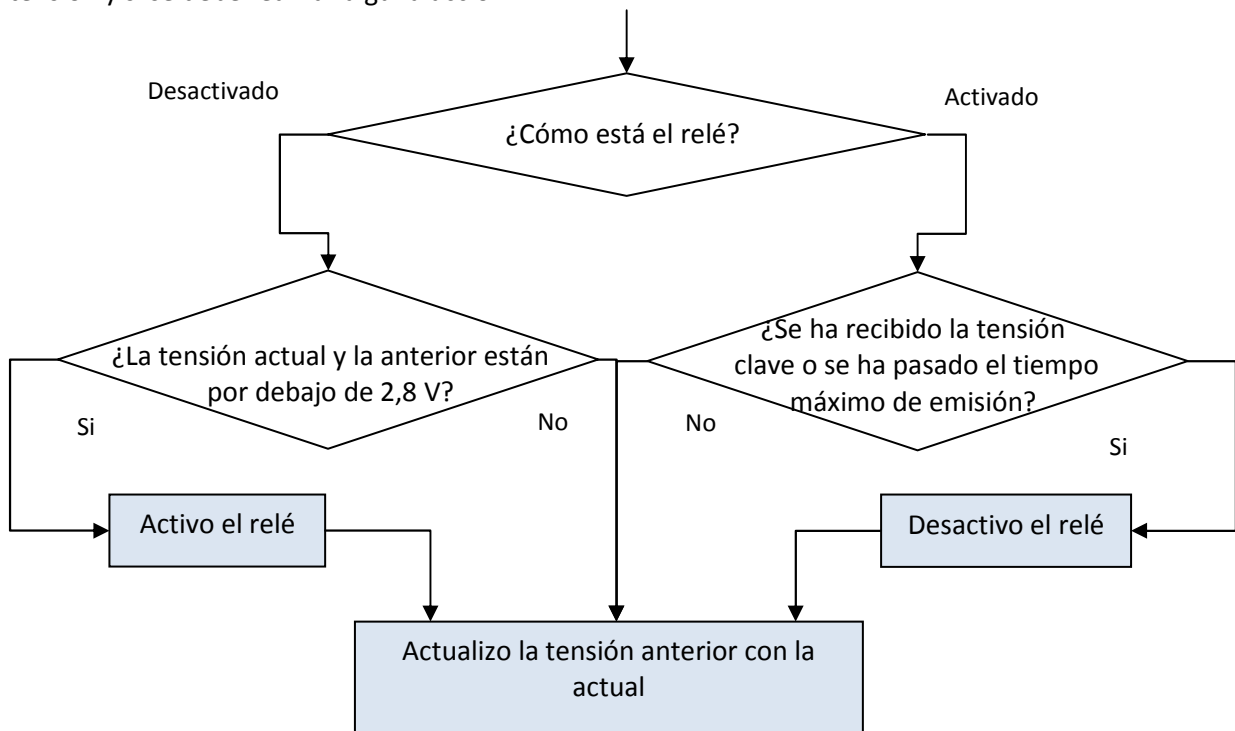 Desactivado
Activado
¿Cómo está el relé?
¿La tensión actual y la anterior están
por debajo de 2,8 V?
¿Se ha recibido la tensión
clave o se ha pasado el tiempo
máximo de emisión?
Si
No
No
Si
Activo el relé
Desactivo el relé
Actualizo la tensión anterior con la
actual